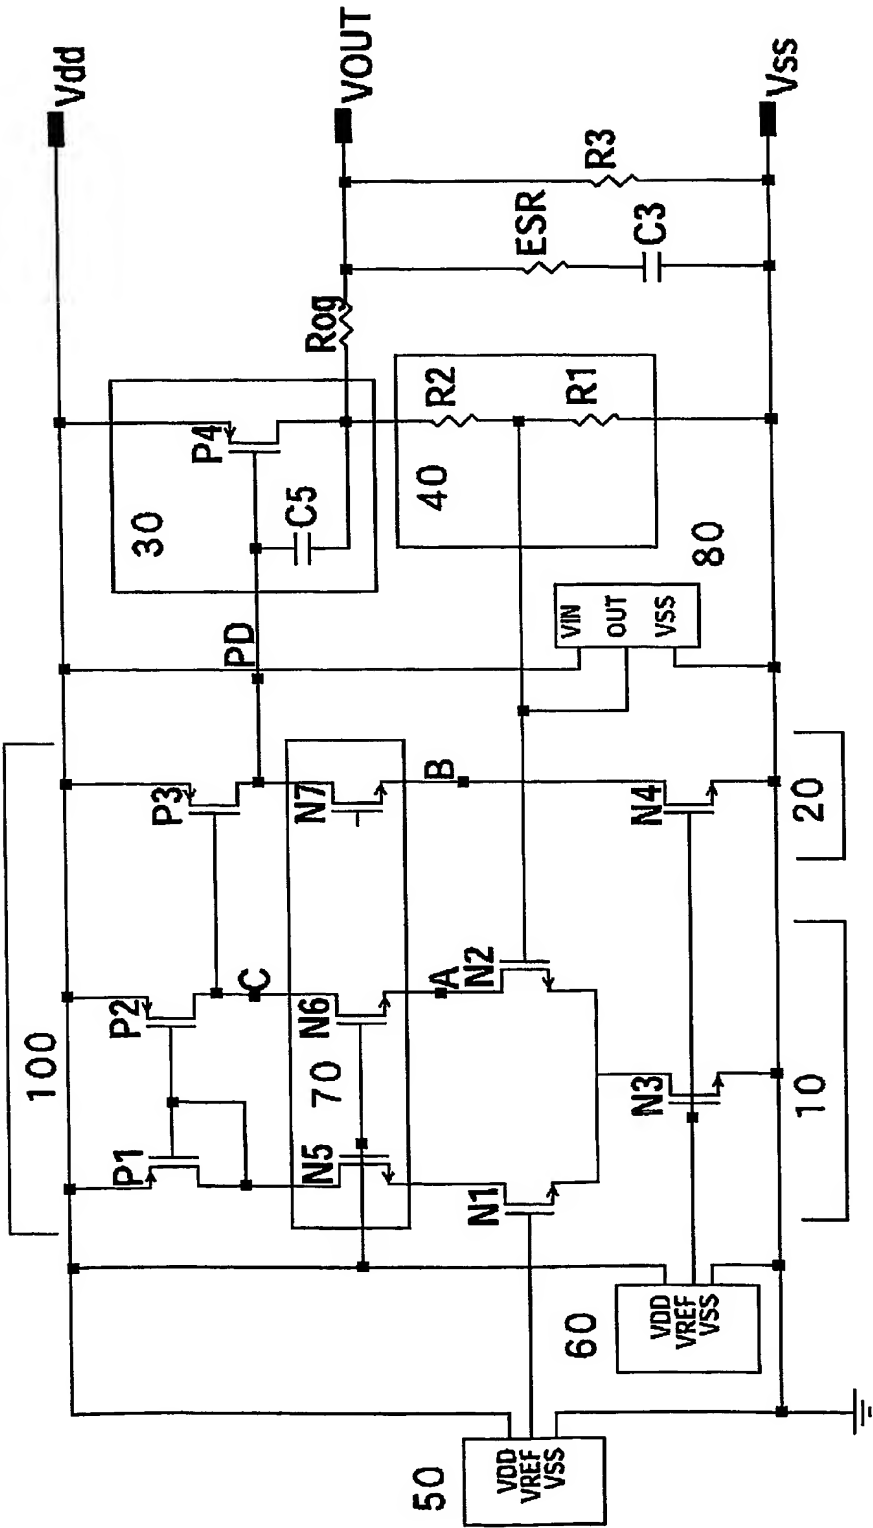 Vdd
VOUT
Vss
100
P1
P2
P3
P4
30
C5
PD
Rog
R3
ESR
C3
R2
R1
40
80
VIN
OUT
VSS
C
70
N5
N6
N7
A
B
N1
N2
N3
N4
10
20
50
VDD
VREF
VSS
60
VDD
VREF
VSS